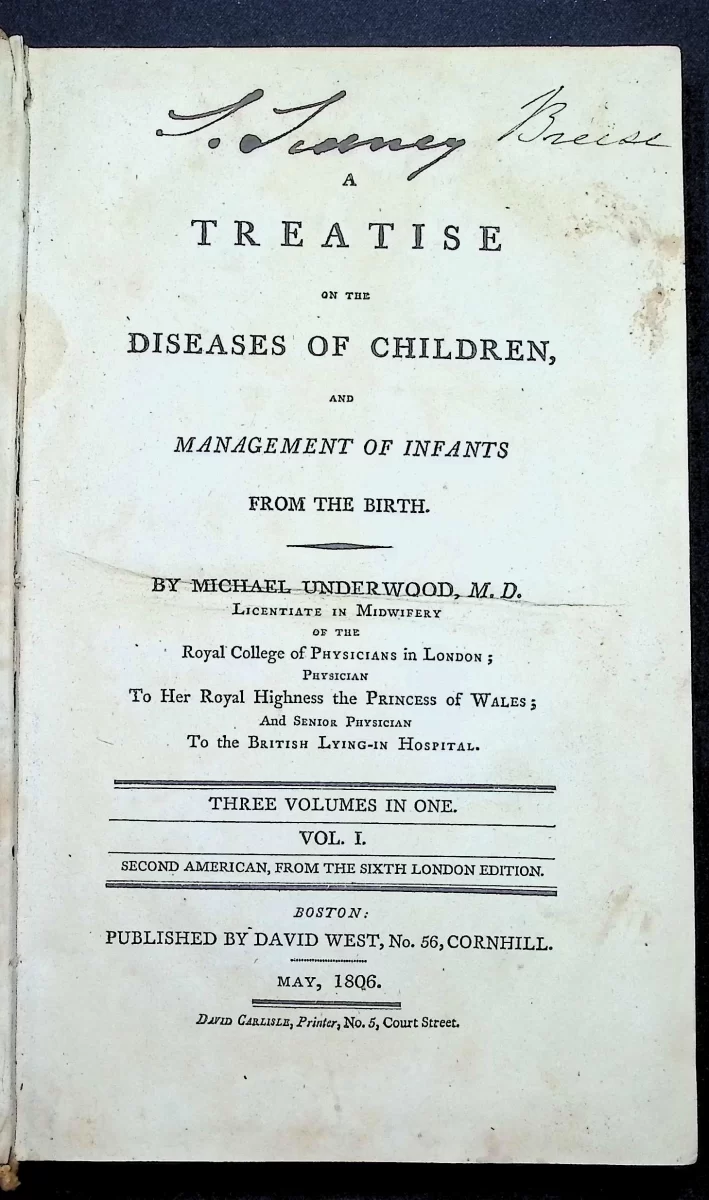 S. Sidney Breese
A
TREATISE
ON THE
DISEASES OF CHILDREN,
AND
MANAGEMENT OF INFANTS
FROM THE BIRTH.
BY MICHAEL UNDERWOOD, M. D.
LICENTIATE IN MIDWIFERY
OF THE
Royal College of PHYSICIANS in LONDON ;
PHYSICIAN
To Her Royal Highness the PRINCESS of WALES ;
And SENIOR PHYSICIAN
To the BRITISH LYING-IN HOSPITAL.
THREE VOLUMES IN ONE.
VOL. I.
SECOND AMERICAN, FROM THE SIXTH LONDON EDITION.
BOSTON:
PUBLISHED BY DAVID WEST, No. 56, CORNHILL.
MAY, 1806.
DAVID CARLISLE, Printer, No. 5, Court Street.